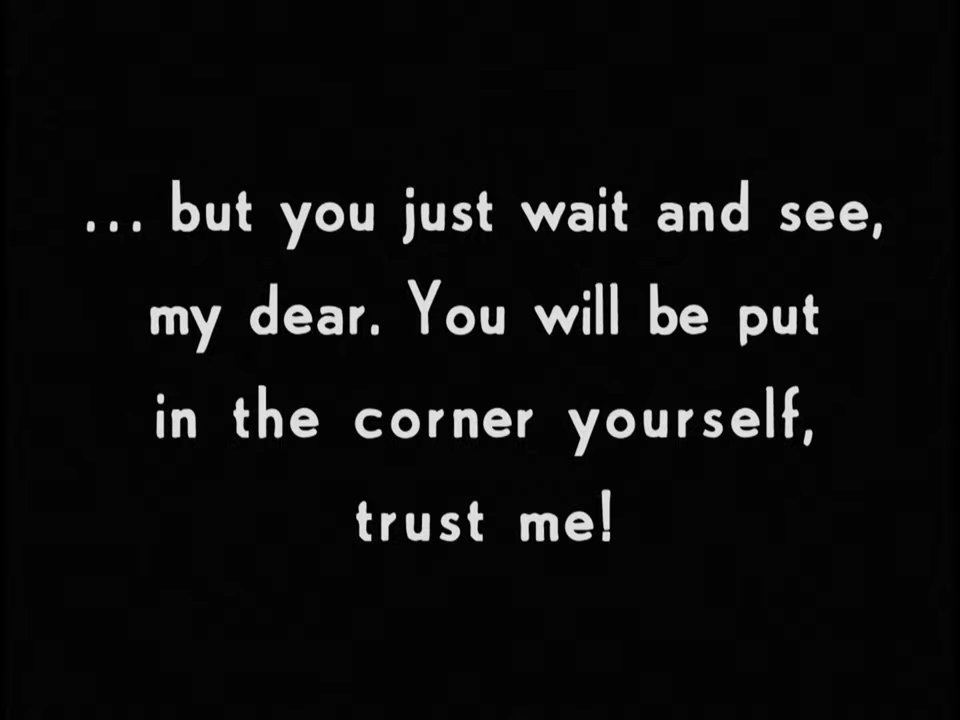 ... but you just wait and see,
my dear. You will be put
in the corner yourself,
trust me!